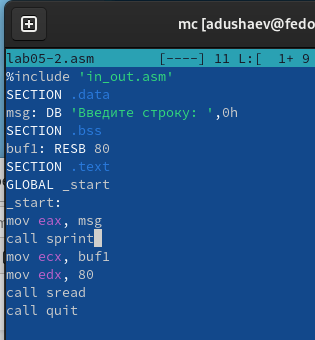 mc [adushaev@fedo
lab05-2.asm [----] 11 L:[ 1+ 9
%include 'in_out.asm'
SECTION .data
msg: DB 'Введите строку: ',0h
SECTION .bss
buf1: RESB 80
SECTION .text
GLOBAL _start
_start:
mov eax, msg
call sprint
mov ecx, buf1
mov edx, 80
call sread
call quit